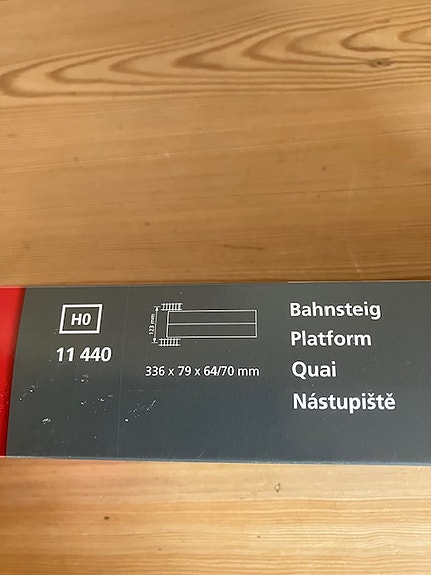 H0
11 440
123 mm
336 x 79 x 64/70 mm
Bahnsteig
Platform
Quai
Nástupiště